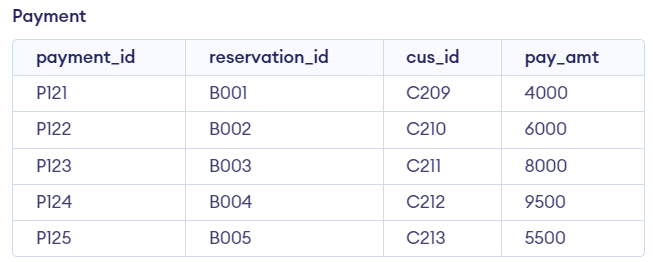 Payment
payment_id reservation_id cus_id pay_amt
P121 B001 C209 4000
P122 B002 C210 6000
P123 B003 C211 8000
P124 B004 C212 9500
P125 B005 C213 5500